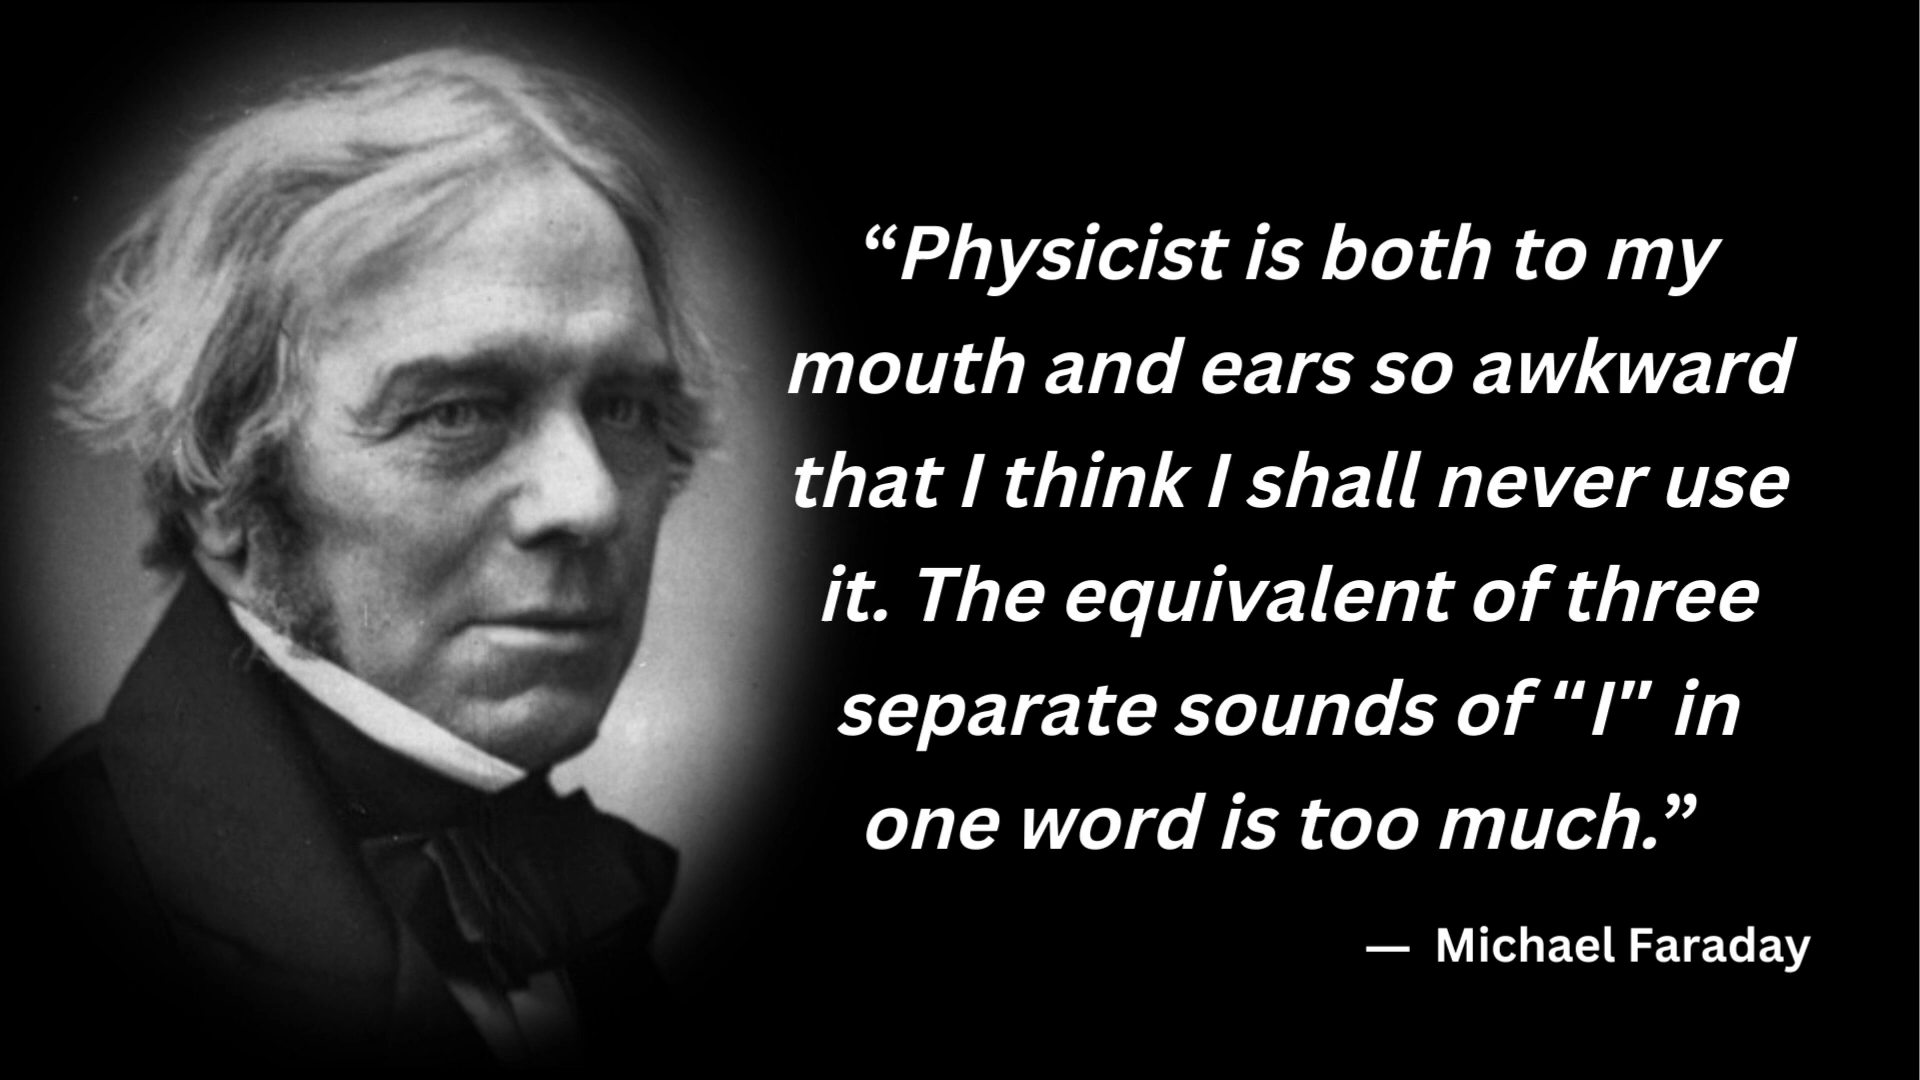 “Physicist is both to my
mouth and ears so awkward
that I think I shall never use
it. The equivalent of three
separate sounds of “I” in
one word is too much.”
— Michael Faraday